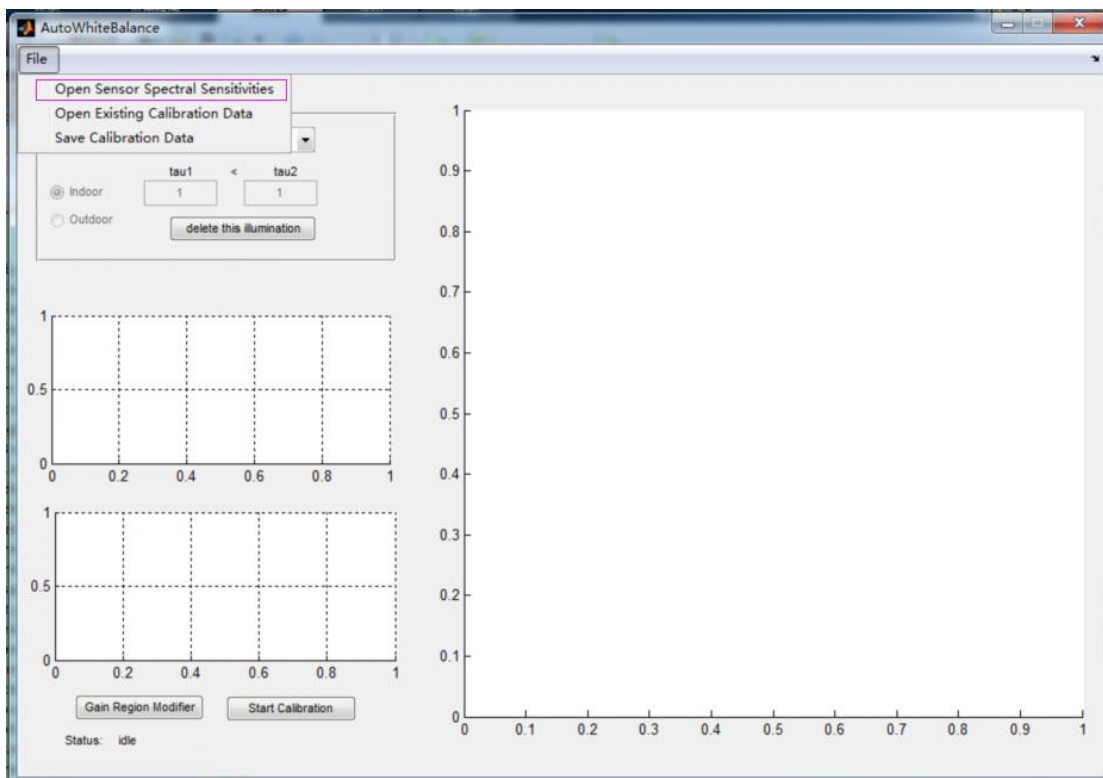 AutoWhiteBalance
File
Open Sensor Spectral Sensitivities
Open Existing Calibration Data
Save Calibration Data
tau1 < tau2
Indoor 1 1
Outdoor delete this illumination
1
0.5
0
0 0.2 0.4 0.6 0.8 1
1
0.5
0
0 0.2 0.4 0.6 0.8 1
Gain Region Modifier Start Calibration
Status: idle
1
0.9
0.8
0.7
0.6
0.5
0.4
0.3
0.2
0.1
0
0 0.1 0.2 0.3 0.4 0.5 0.6 0.7 0.8 0.9 1